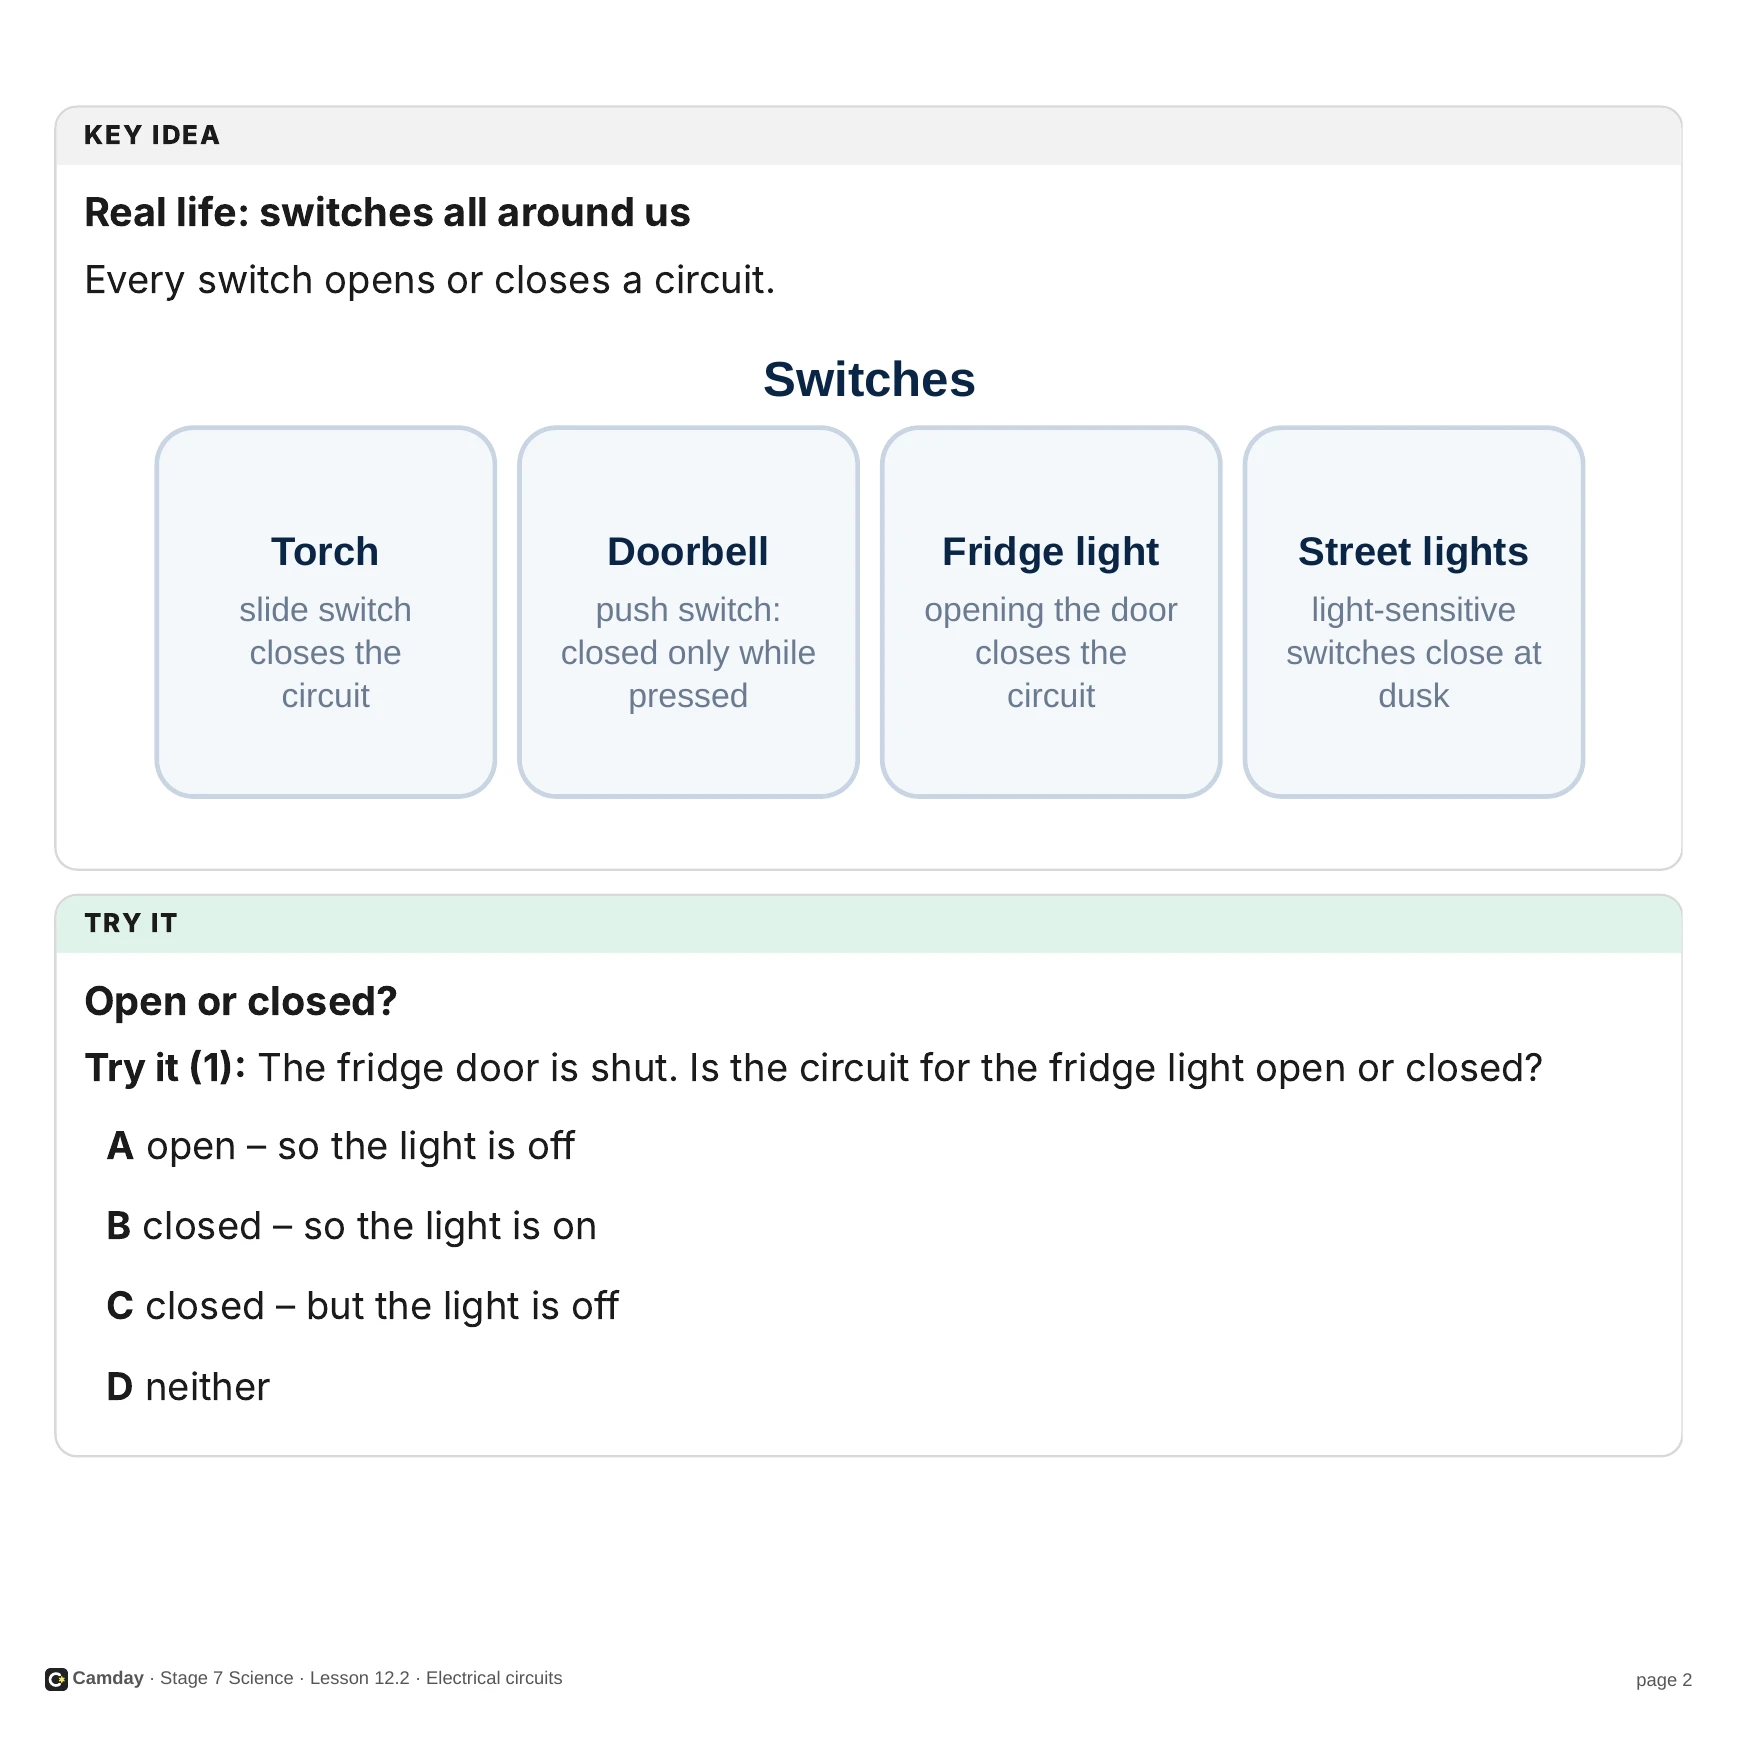 KEY IDEA
Real life: switches all around us
Every switch opens or closes a circuit.
Switches
Torch
slide switch
closes the
circuit
Doorbell
push switch:
closed only while
pressed
Fridge light
opening the door
closes the
circuit
Street lights
light-sensitive
switches close at
dusk
TRY IT
Open or closed?
Try it (1): The fridge door is shut. Is the circuit for the fridge light open or closed?
A open – so the light is off
B closed – so the light is on
C closed – but the light is off
D neither
Camday · Stage 7 Science · Lesson 12.2 · Electrical circuits
page 2